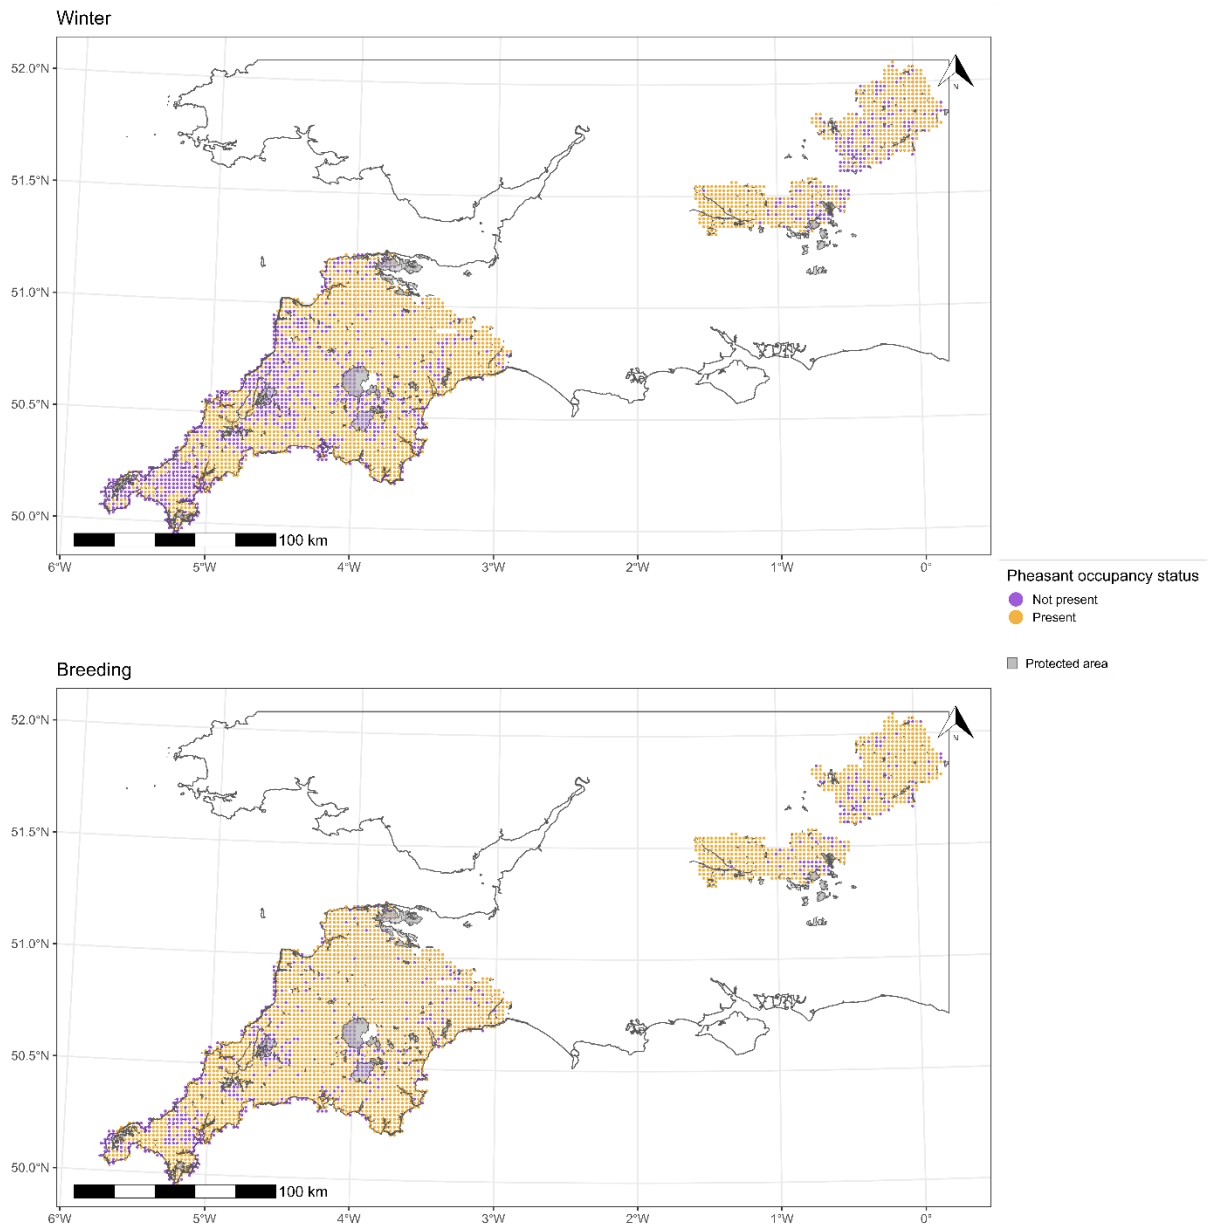 Winter
N
52.0°N
51.5°N
51.0°N
50.5°N
50.0°N
100 km
6°W
5°W
4°W
3°W
2°W
1°W
0°
Pheasant occupancy status
Not present
Present
Protected area
Breeding
N
52.0°N
51.5°N
51.0°N
50.5°N
50.0°N
100 km
6°W
5°W
4°W
3°W
2°W
1°W
0°